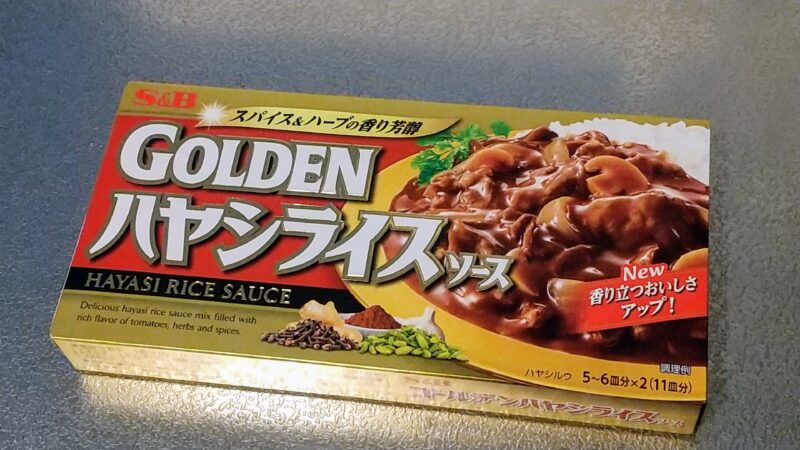 S&B
スパイス&ハーブの香り芳醇
GOLDEN
ハヤシライスソース
HAYASI RICE SAUCE
Delicious hayasi rice sauce mix filled with
rich flavor of tomatoes, herbs and spices.
New
香り立つおいしさ
アップ!
調理例
ハヤシルウ 5〜6皿分×2(11皿分)
ゴールデンハヤシライスソース